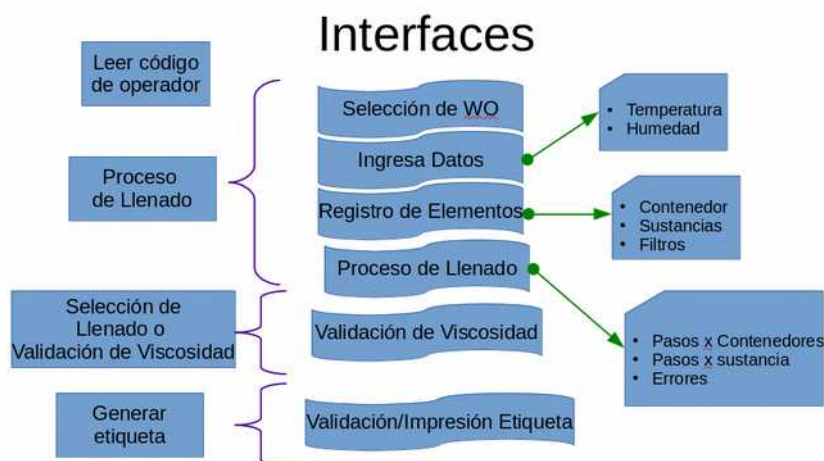 Interfaces
Leer código
de operador
Proceso
de Llenado
Selección de
Llenado o
Validación de Viscosidad
Generar
etiqueta
Selección de WO
Ingresa Datos
Registro de Elementos
Proceso de Llenado
Validación de Viscosidad
Validación/Impresión Etiqueta
• Temperatura
• Humedad
• Contenedor
• Sustancias
• Filtros
• Pasos x Contenedores
• Pasos x sustancia
• Errores